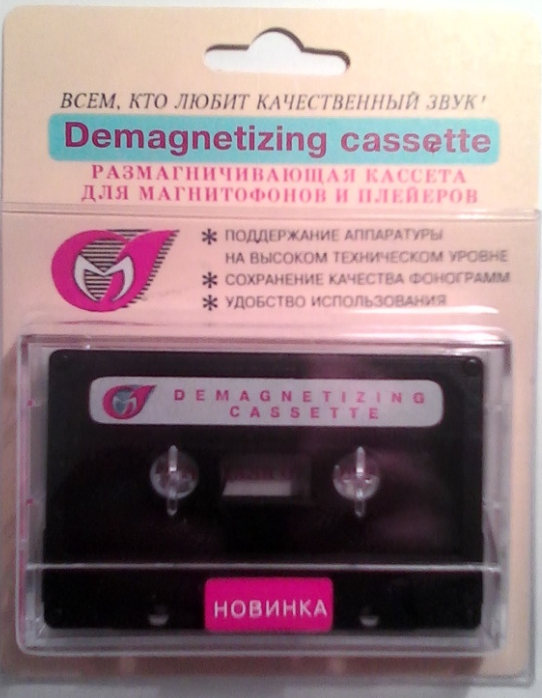 ВСЕМ, КТО ЛЮБИТ КАЧЕСТВЕННЫЙ ЗВУК!
Demagnetizing cassette
РАЗМАГНИЧИВАЮЩАЯ КАССЕТА
ДЛЯ МАГНИТОФОНОВ И ПЛЕЙЕРОВ
* ПОДДЕРЖАНИЕ АППАРАТУРЫ
НА ВЫСОКОМ ТЕХНИЧЕСКОМ УРОВНЕ
* СОХРАНЕНИЕ КАЧЕСТВА ФОНОГРАММ
* УДОБСТВО ИСПОЛЬЗОВАНИЯ
M
DEMAGNETIZING
CASSETTE
НОВИНКА